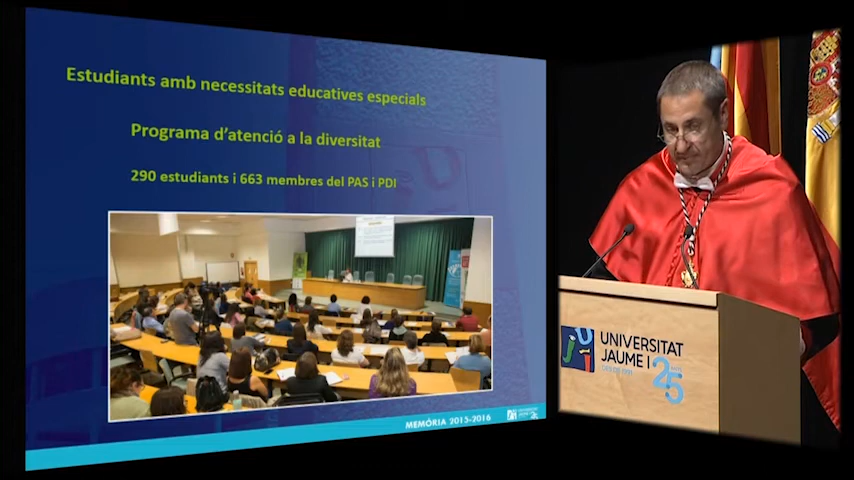 Estudiants amb necessitats educatives especials
Programa d'atenció a la diversitat
290 estudiants i 663 membres del PAS i PDI
MEMÒRIA 2015-2016
UNIVERSITAT
JAUME I
25